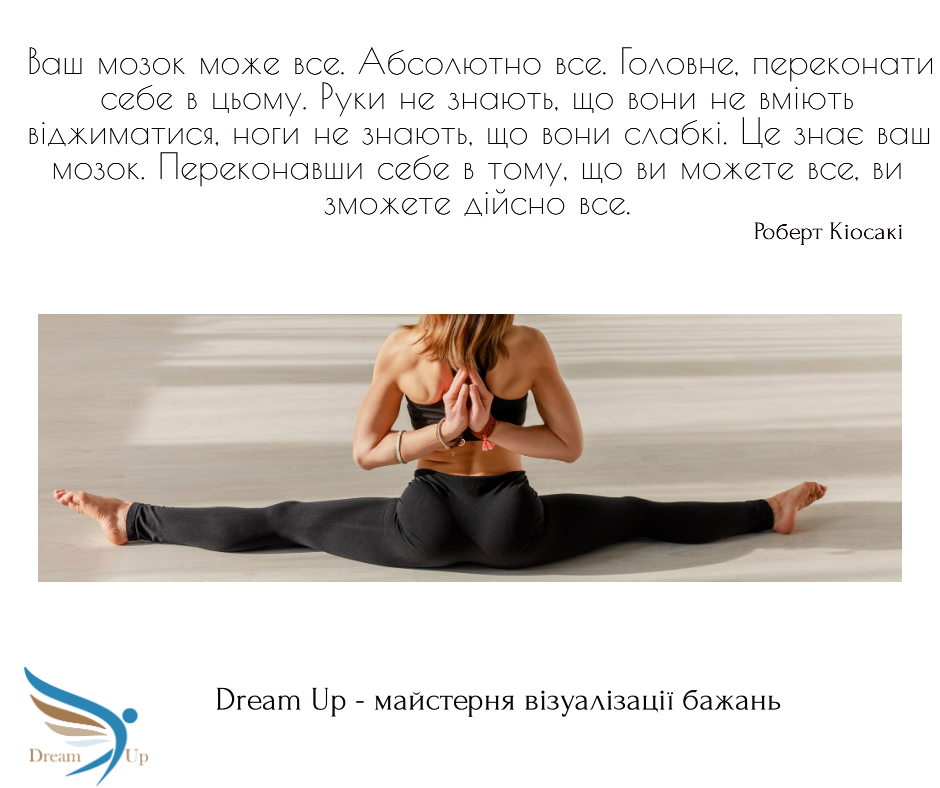 Ваш мозок може все. Абсолютно все. Головне, переконати
себе в цьому. Руки не знають, що вони не вміють
віджиматися, ноги не знають, що вони слабкі. Це знає ваш
мозок. Переконавши себе в тому, що ви можете все, ви
зможете дійсно все.
Роберт Кіосакі
Dream Up - майстерня візуалізації бажань
Dream Up